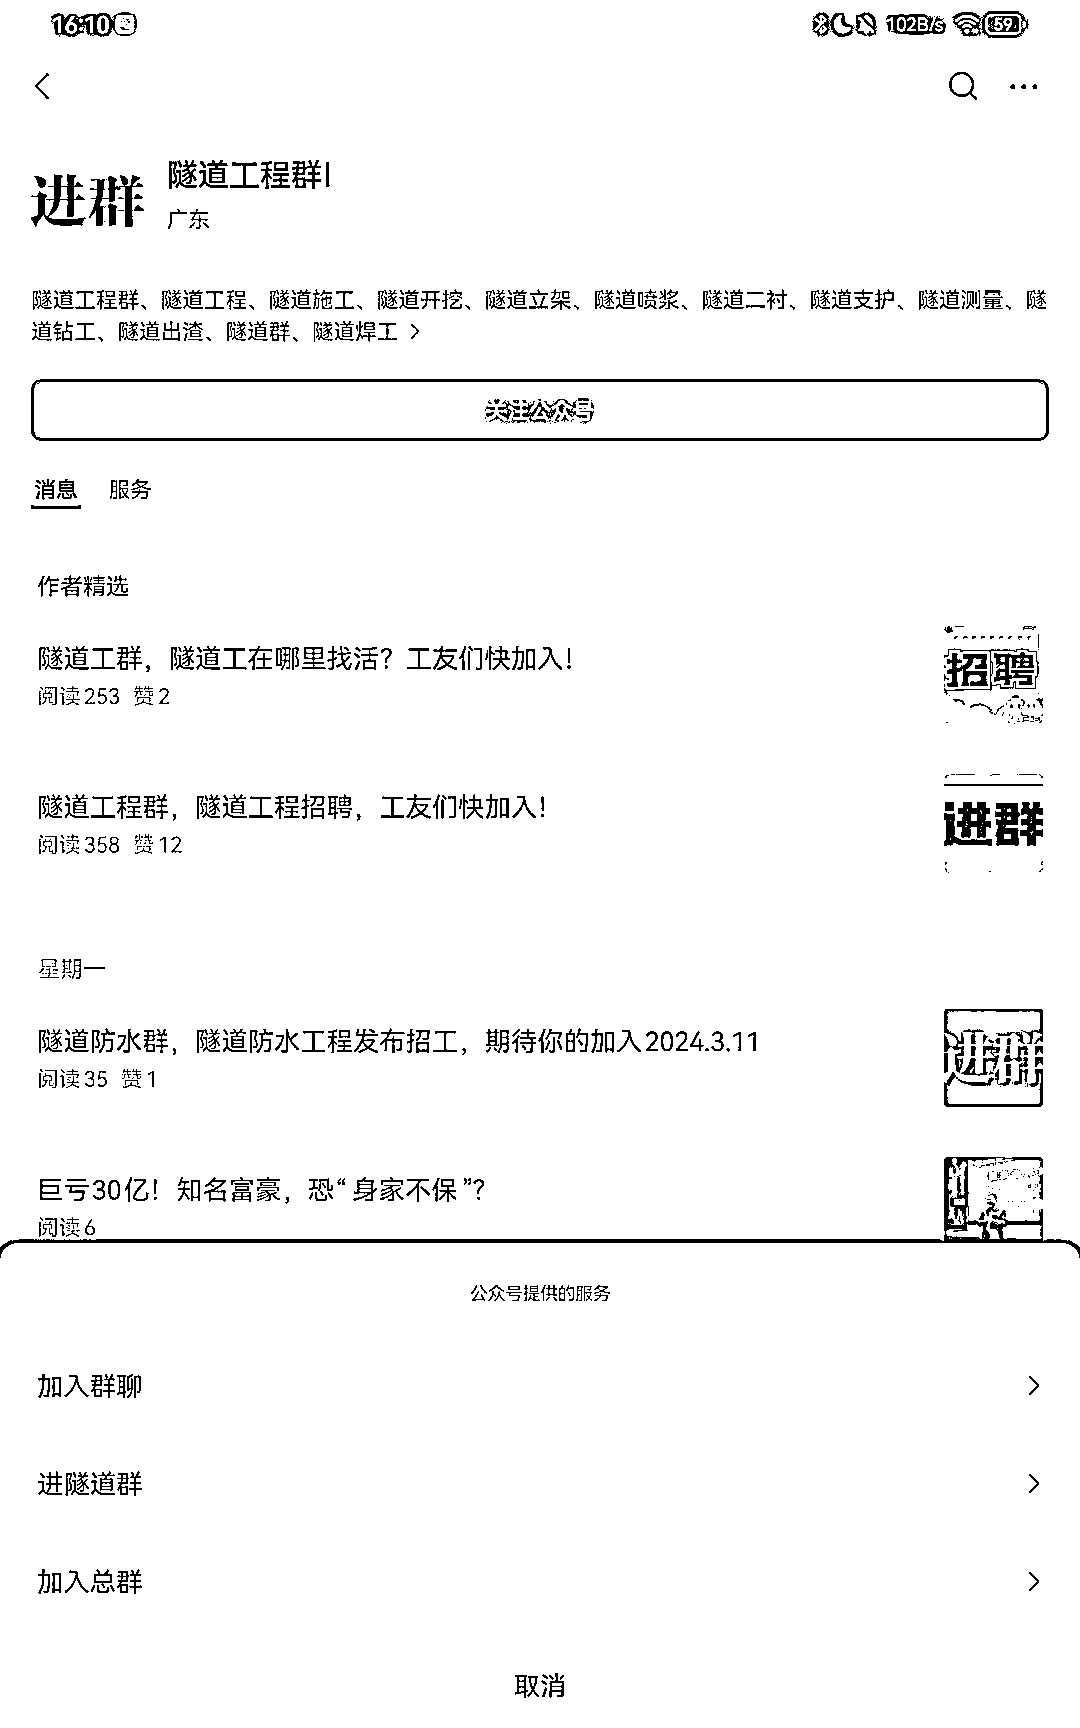 16:10
102B/s 59
进群
隧道工程群l
广东
隧道工程群、隧道工程、隧道施工、隧道开挖、隧道立架、隧道喷浆、隧道二衬、隧道支护、隧道测量、隧
道钻工、隧道出渣、隧道群、隧道焊工
关注公众号
消息 服务
作者精选
隧道工群，隧道工在哪里找活？工友们快加入！
阅读253 赞2
招聘
隧道工程群，隧道工程招聘，工友们快加入！
阅读358 赞12
进群
星期一
隧道防水群，隧道防水工程发布招工，期待你的加入2024.3.11
阅读35 赞1
进群
巨亏30亿！知名富豪，恐“身家不保”？
阅读6
公众号提供的服务
加入群聊
进隧道群
加入总群
取消